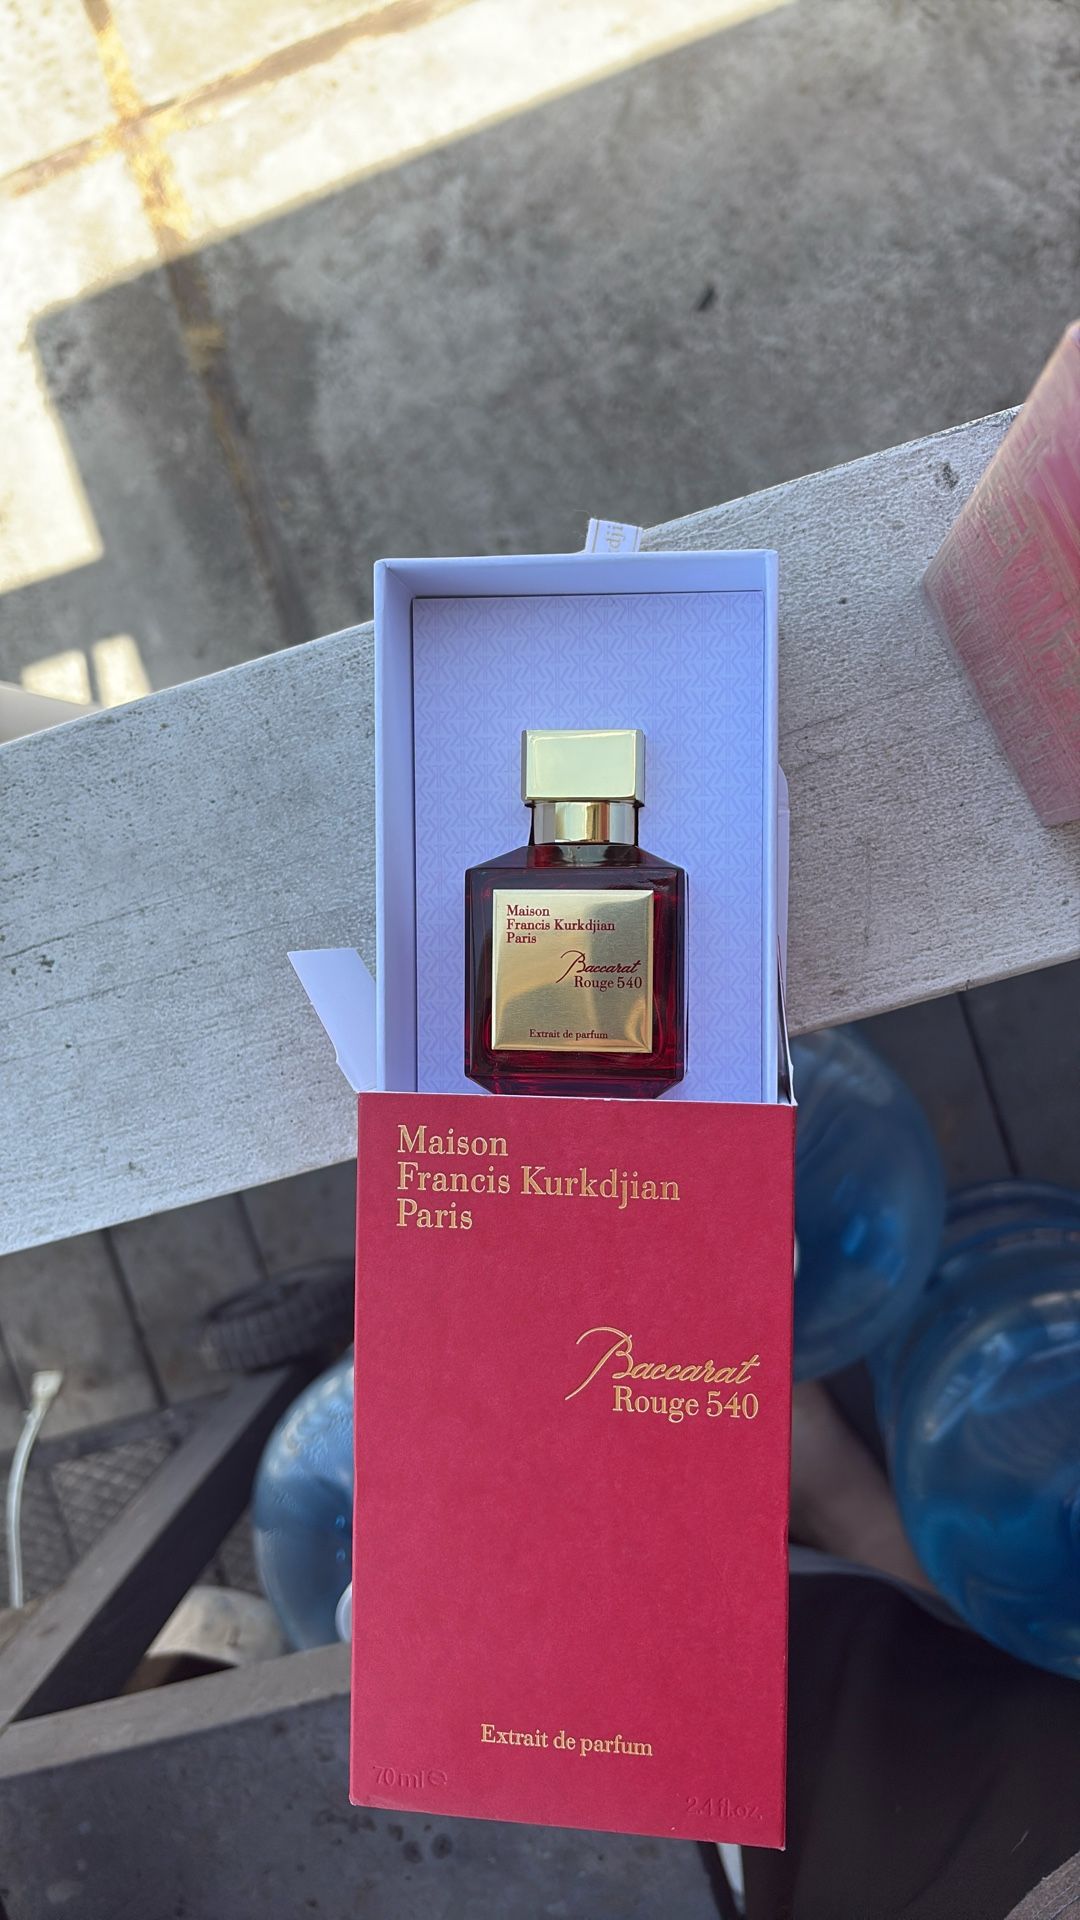 Maison
Francis Kurkdjian
Paris
Baccarat
Rouge 540
Extrait de parfum
Maison
Francis Kurkdjian
Paris
Baccarat
Rouge 540
Extrait de parfum
70 ml ℮
2.4 fl.oz.